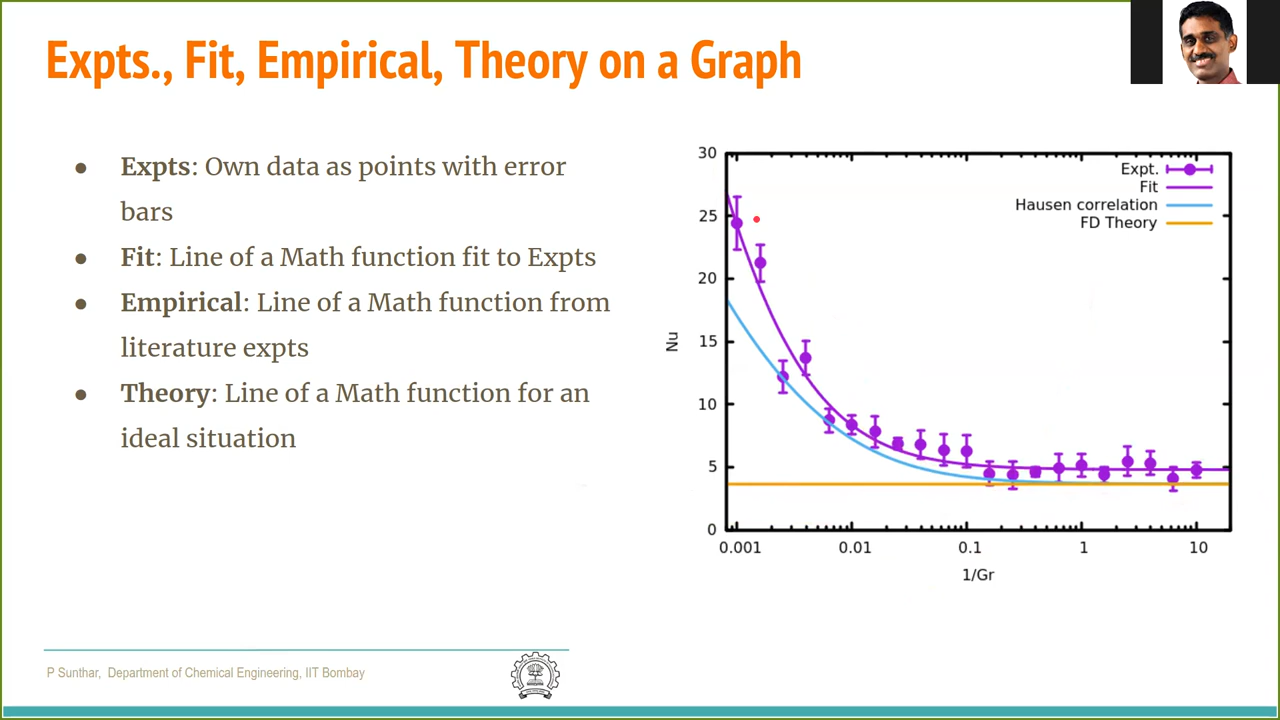 Expts., Fit, Empirical, Theory on a Graph
● Expts: Own data as points with error
bars
● Fit: Line of a Math function fit to Expts
● Empirical: Line of a Math function from
literature expts
● Theory: Line of a Math function for an
ideal situation
30
25
20
15
10
5
0
Nu
Expt.
Fit
Hausen correlation
FD Theory
0.001 0.01 0.1 1 10
1/Gr
P Sunthar, Department of Chemical Engineering, IIT Bombay